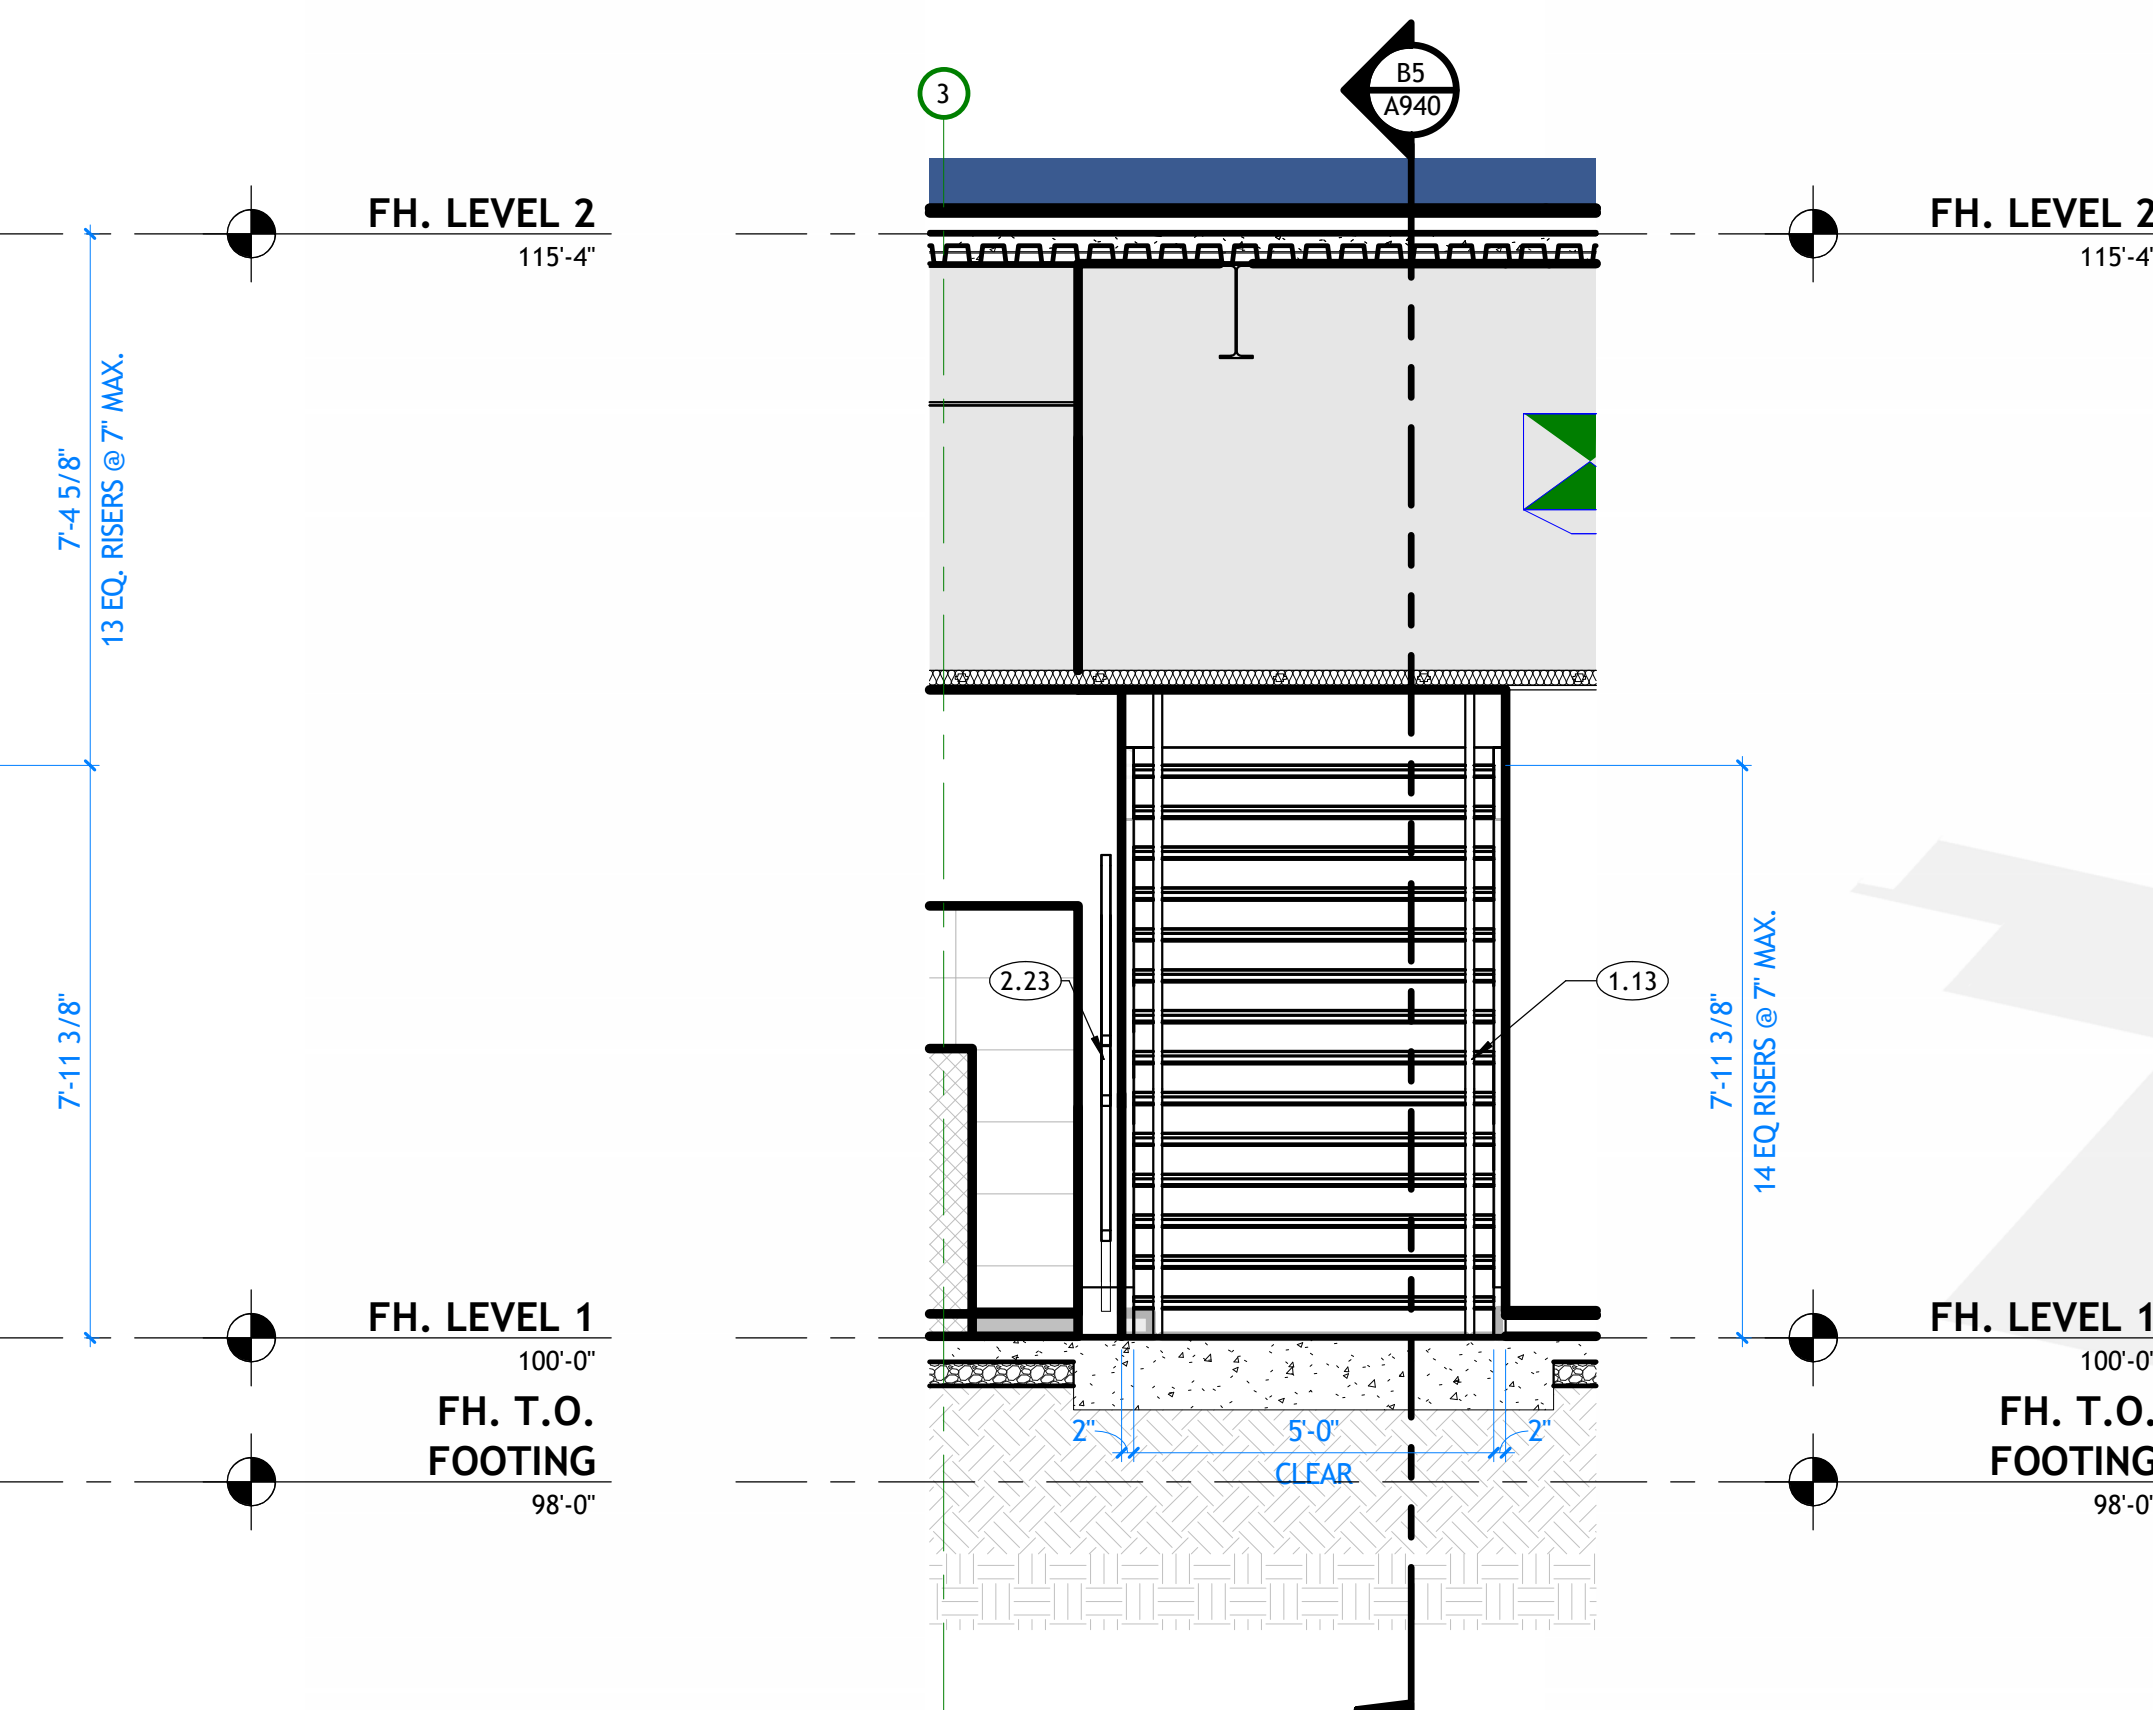 3
B5
A940
FH. LEVEL 2
115'-4"
FH. LEVEL 2
115'-4"
7'-4 5/8"
13 EQ. RISERS @ 7" MAX.
2.23
1.13
7'-11 3/8"
7'-11 3/8"
14 EQ RISERS @ 7" MAX.
FH. LEVEL 1
100'-0"
FH. LEVEL 1
100'-0"
FH. T.O.
FOOTING
98'-0"
FH. T.O.
FOOTING
98'-0"
2"
5'-0"
2"
CLEAR